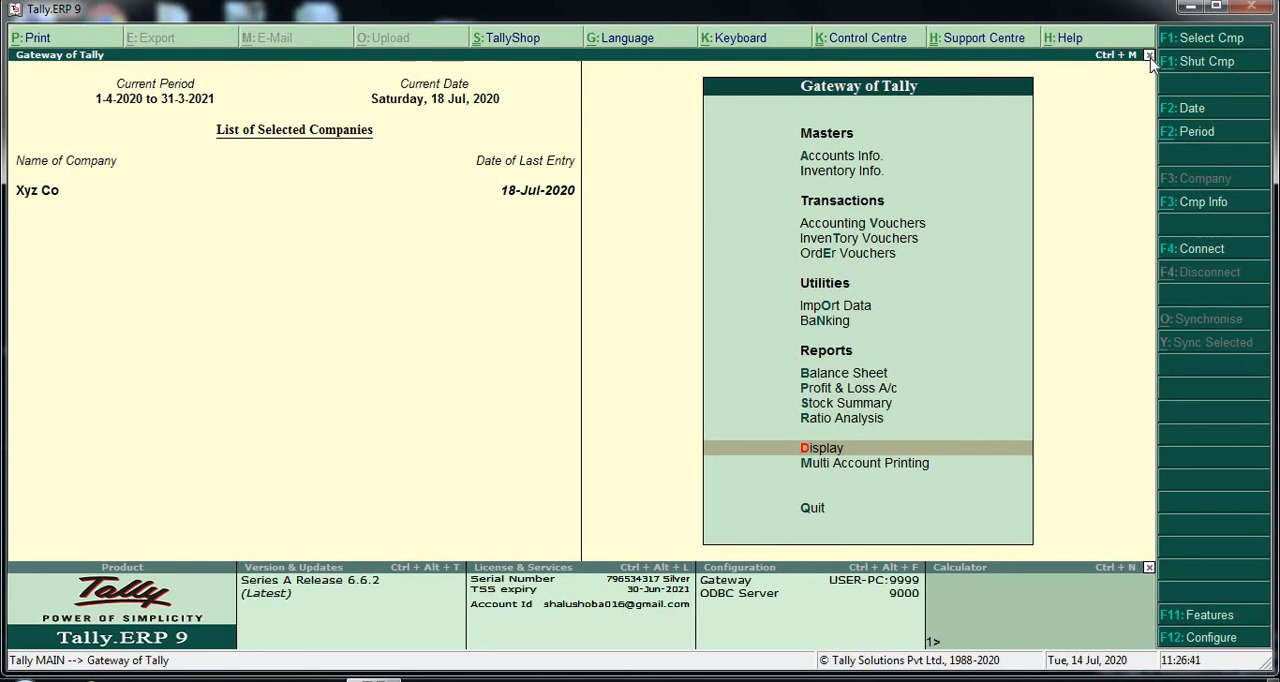 Tally.ERP 9
P: Print
E: Export
M: E-Mail
O: Upload
S: TallyShop
G: Language
K: Keyboard
K: Control Centre
H: Support Centre
H: Help
F1: Select Cmp
Gateway of Tally
Ctrl + M
F1: Shut Cmp
Current Period
1-4-2020 to 31-3-2021
Current Date
Saturday, 18 Jul, 2020
List of Selected Companies
Name of Company
Date of Last Entry
Xyz Co
18-Jul-2020
Gateway of Tally
Masters
Accounts Info.
Inventory Info.
Transactions
Accounting Vouchers
InvenTory Vouchers
OrdEr Vouchers
Utilities
ImpOrt Data
BaNking
Reports
Balance Sheet
Profit & Loss A/c
Stock Summary
Ratio Analysis
Display
Multi Account Printing
Quit
F2: Date
F2: Period
F3: Company
F3: Cmp Info
F4: Connect
F4: Disconnect
O: Synchronise
Y: Sync Selected
F11: Features
F12: Configure
Product
Tally
POWER OF SIMPLICITY
Tally.ERP 9
Version & Updates Ctrl + Alt + T
Series A Release 6.6.2
(Latest)
License & Services Ctrl + Alt + L
Serial Number 796534317 Silver
TSS expiry 30-Jun-2021
Account Id shalushoba016@gmail.com
Configuration Ctrl + Alt + F
Gateway USER-PC:9999
ODBC Server 9000
Calculator Ctrl + N
1>
Tally MAIN --> Gateway of Tally
© Tally Solutions Pvt Ltd., 1988-2020
Tue, 14 Jul, 2020
11:26:41